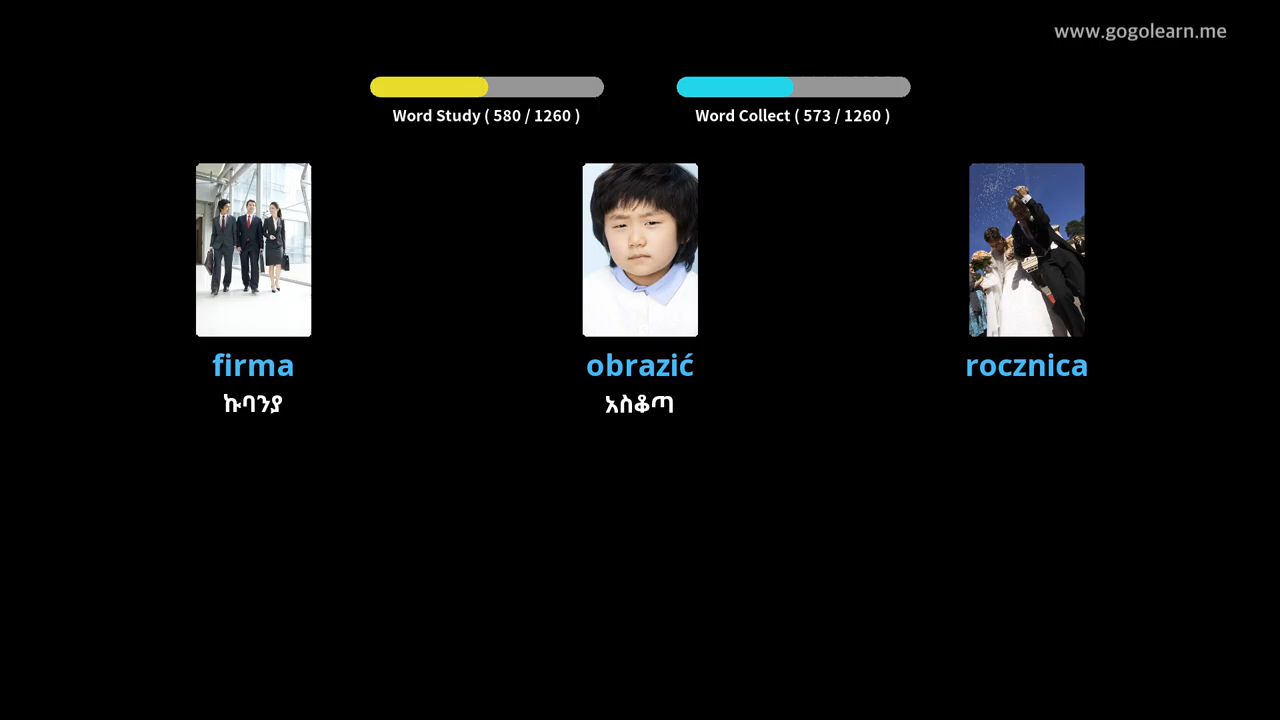 www.gogolearn.me
Word Study ( 580 / 1260 )
Word Collect ( 573 / 1260 )
firma
obrazić
rocznica
ኩባንያ
አስቆጣ